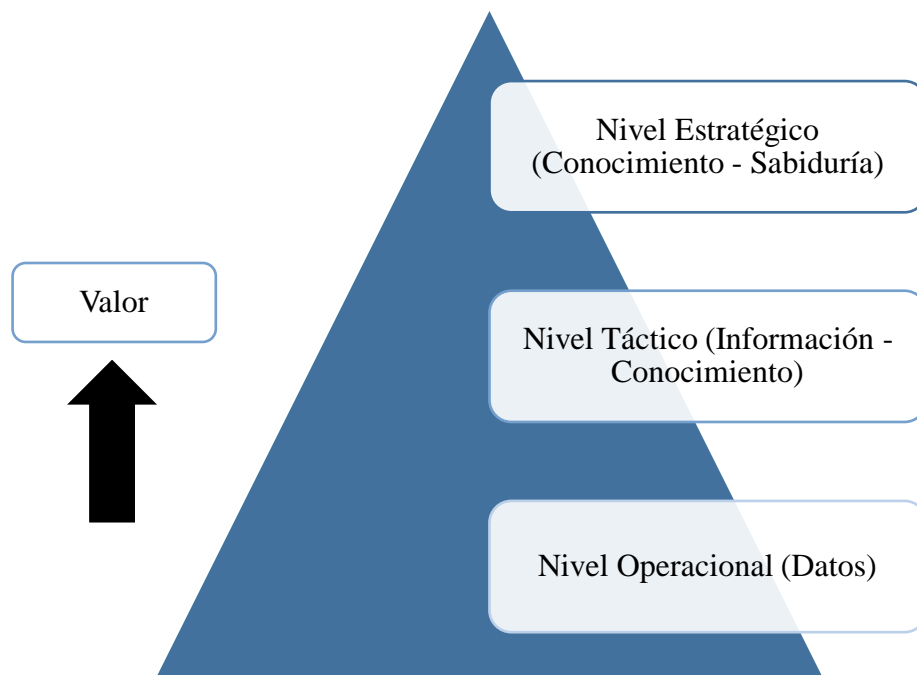 Nivel Estratégico
(Conocimiento - Sabiduría)
Valor
Nivel Táctico (Información -
Conocimiento)
Nivel Operacional (Datos)